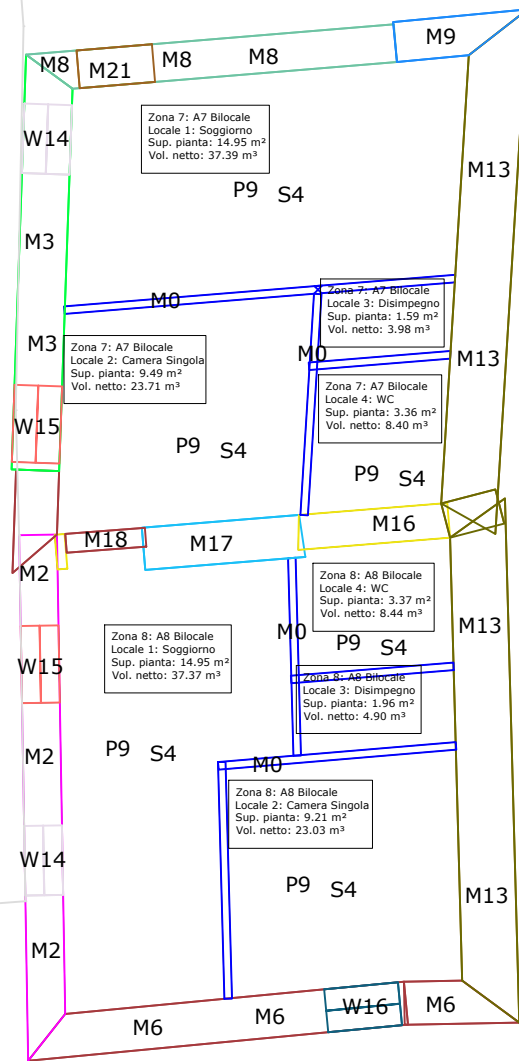 M9
M8
M21
M8
M8
W14
Zona 7: A7 Bilocale
Locale 1: Soggiorno
Sup. pianta: 14.95 m²
Vol. netto: 37.39 m³
M13
P9 S4
M3
M0
Zona 7: A7 Bilocale
Locale 3: Disimpegno
Sup. pianta: 1.59 m²
Vol. netto: 3.98 m³
M3
Zona 7: A7 Bilocale
Locale 2: Camera Singola
Sup. pianta: 9.49 m²
Vol. netto: 23.71 m³
M0
M13
Zona 7: A7 Bilocale
Locale 4: WC
Sup. pianta: 3.36 m²
Vol. netto: 8.40 m³
W15
P9 S4
P9 S4
M16
M18
M17
M2
Zona 8: A8 Bilocale
Locale 4: WC
Sup. pianta: 3.37 m²
Vol. netto: 8.44 m³
M13
M0
Zona 8: A8 Bilocale
Locale 1: Soggiorno
Sup. pianta: 14.95 m²
Vol. netto: 37.37 m³
P9 S4
W15
Zona 8: A8 Bilocale
Locale 3: Disimpegno
Sup. pianta: 1.96 m²
Vol. netto: 4.90 m³
M2
P9 S4
M0
Zona 8: A8 Bilocale
Locale 2: Camera Singola
Sup. pianta: 9.21 m²
Vol. netto: 23.03 m³
W14
P9 S4
M13
M2
M6
M6
W16
M6